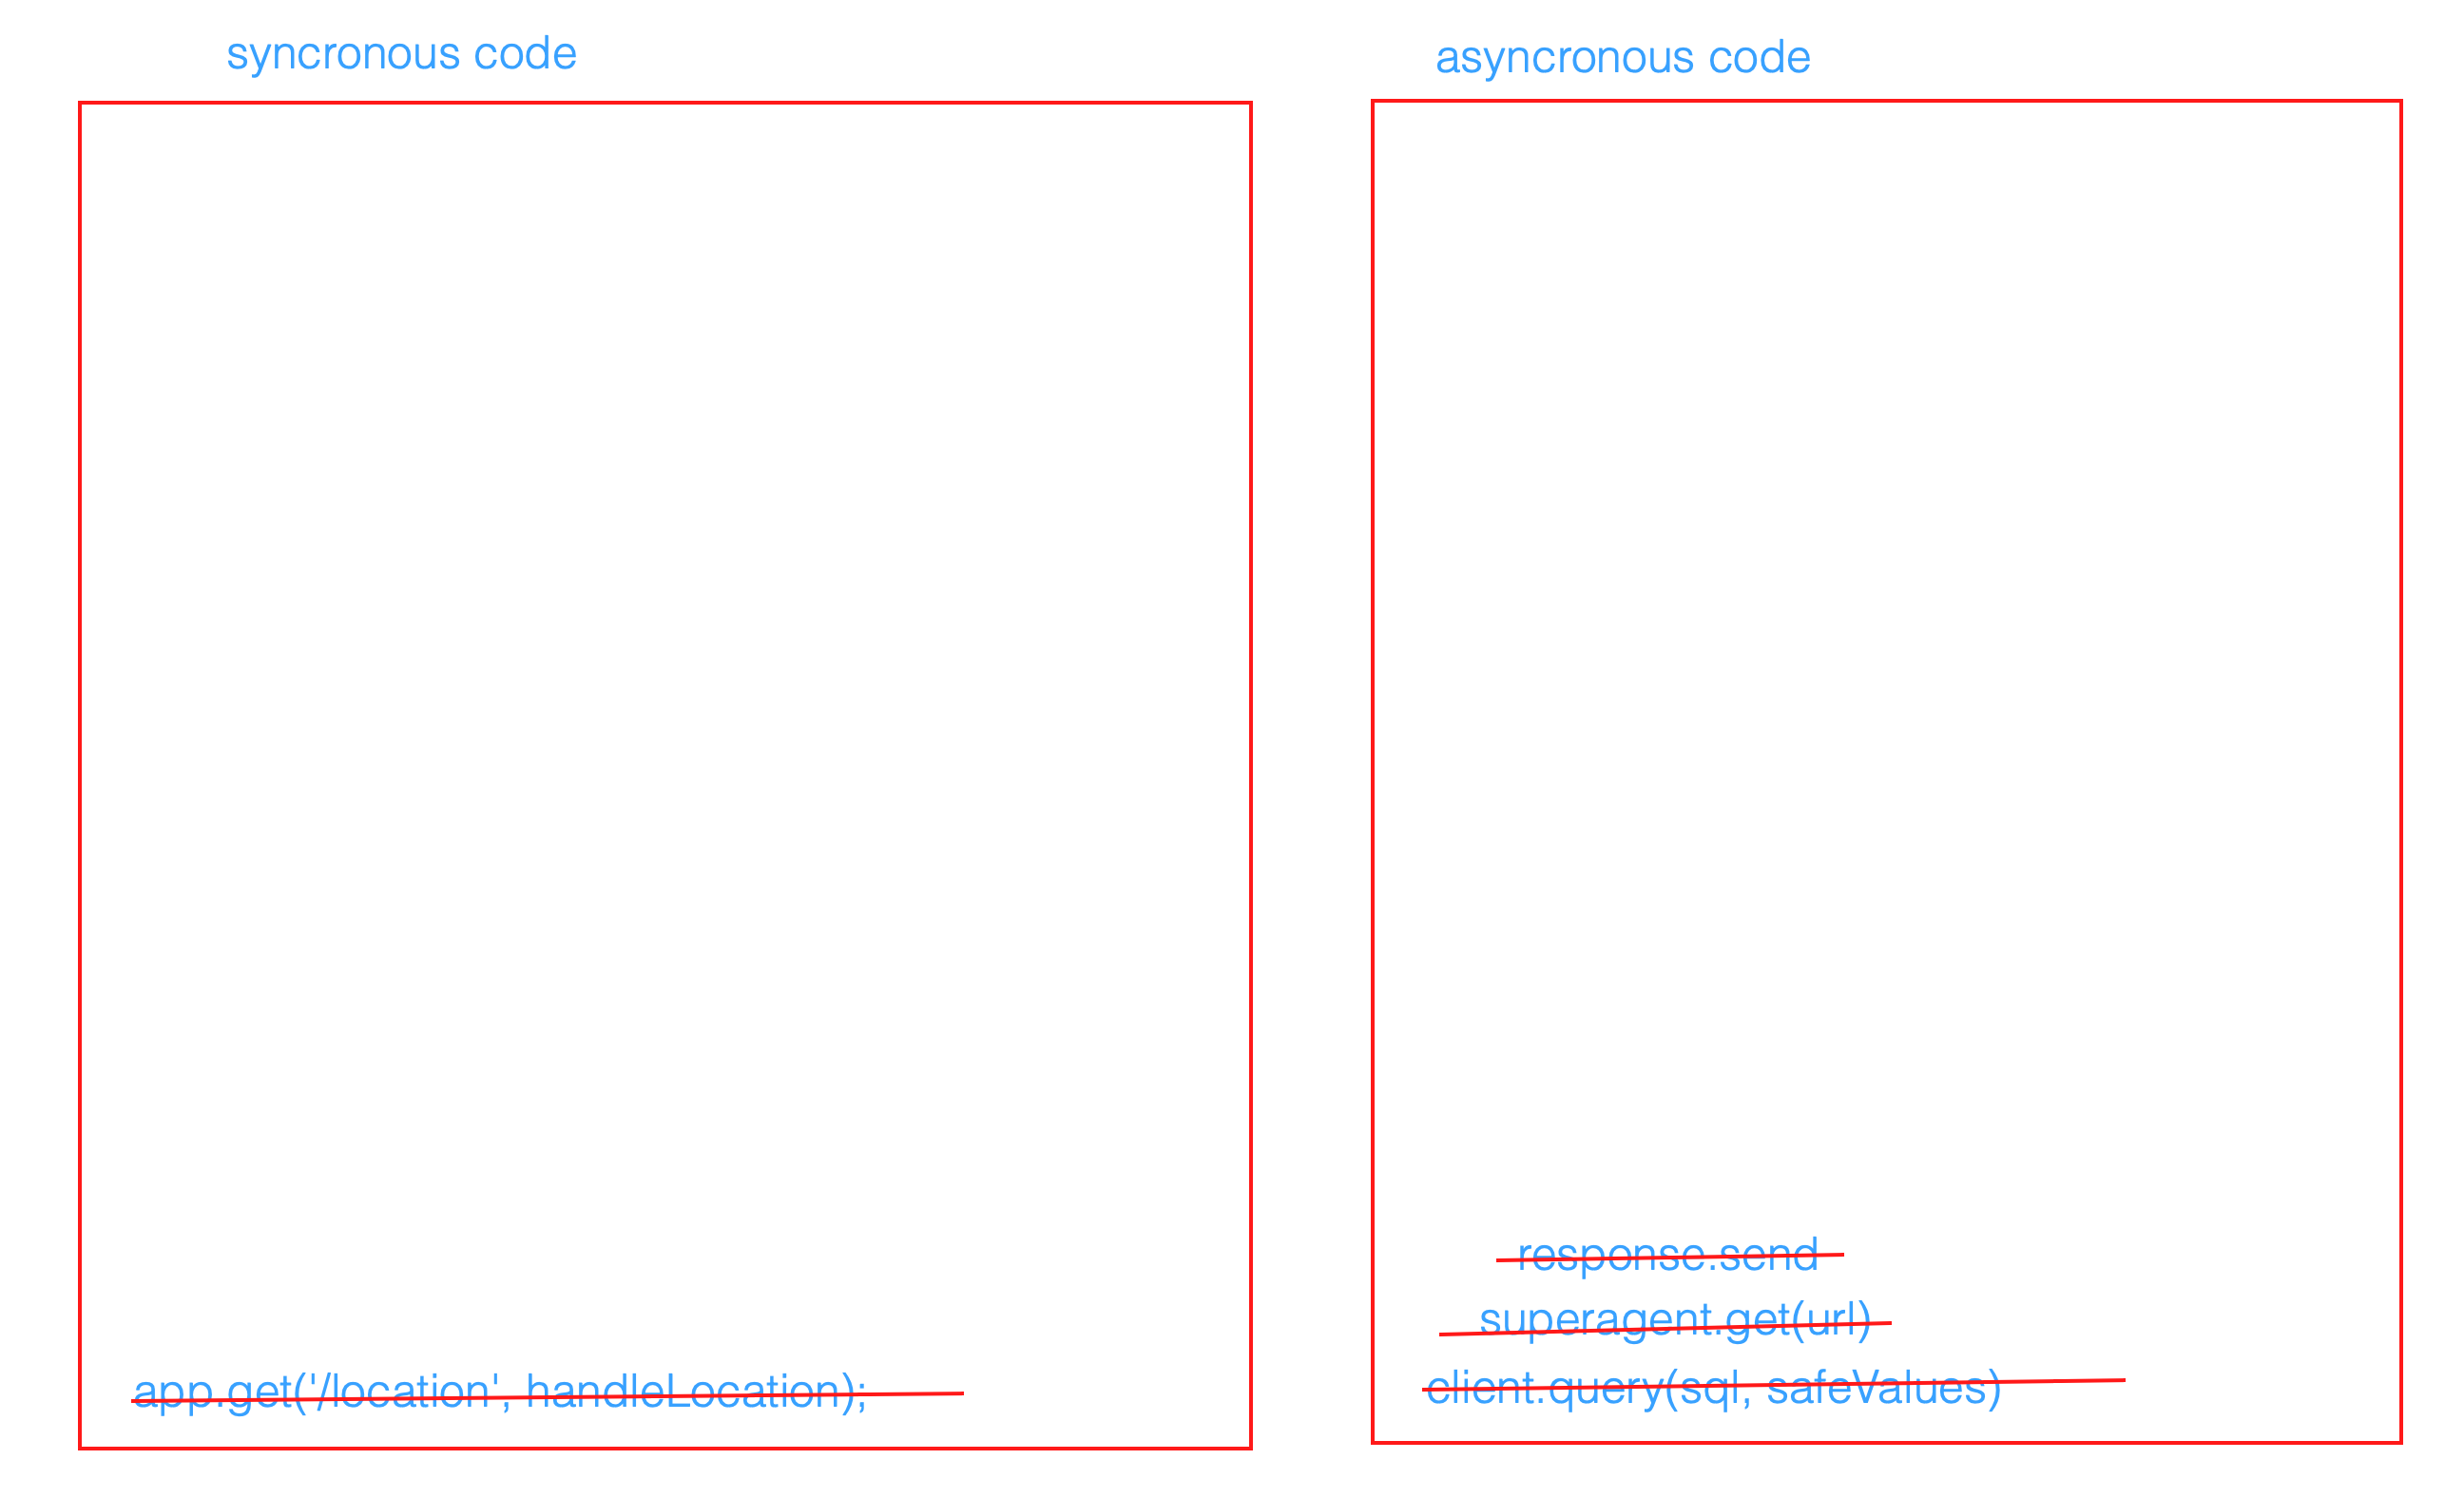 syncronous code
asyncronous code
app.get('/location', handleLocation);
response.send
superagent.get(url)
client.query(sql, safeValues)